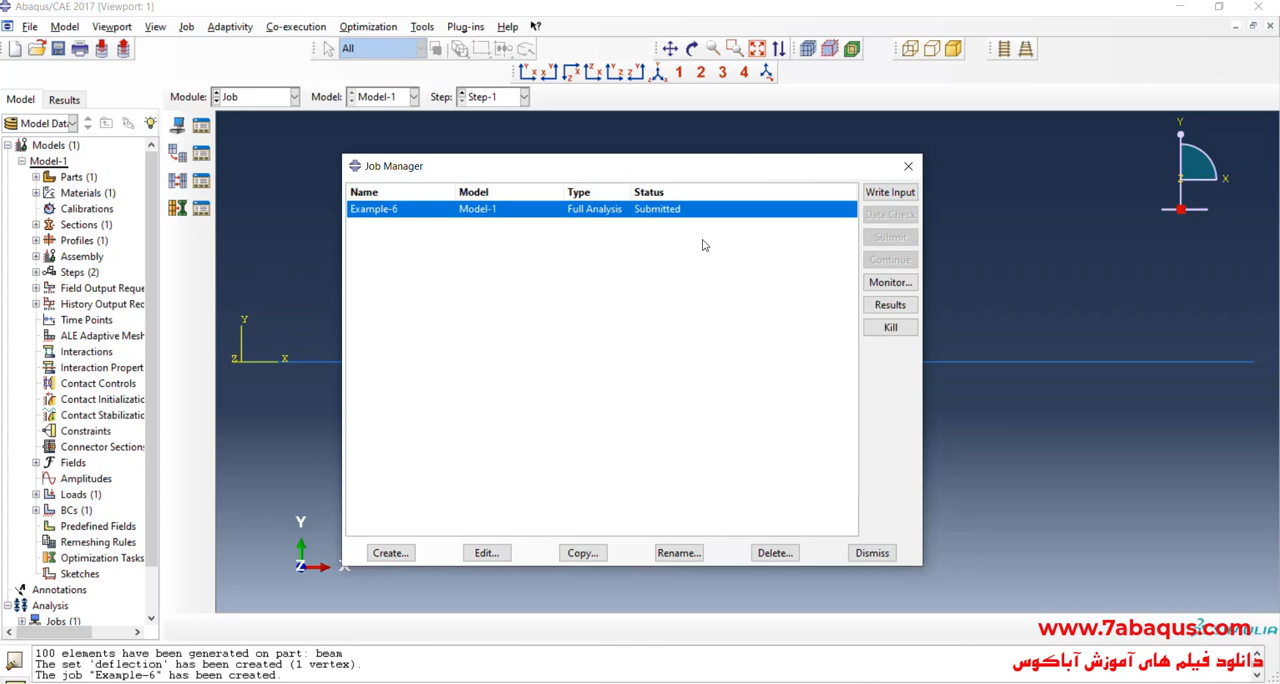 Abaqus/CAE 2017 [Viewport: 1]
File Model Viewport View Job Adaptivity Co-execution Optimization Tools Plug-ins Help
All
1 2 3 4
Model Results
Module: Job Model: Model-1 Step: Step-1
Model Data
Models (1)
Model-1
Parts (1)
Materials (1)
Calibrations
Sections (1)
Profiles (1)
Assembly
Steps (2)
Field Output Reque
History Output Rec
Time Points
ALE Adaptive Mesh
Interactions
Interaction Propert
Contact Controls
Contact Initializatic
Contact Stabilizatic
Constraints
Connector Sections
Fields
Amplitudes
Loads (1)
BCs (1)
Predefined Fields
Remeshing Rules
Optimization Tasks
Sketches
Annotations
Analysis
Jobs (1)
Job Manager
Name Model Type Status
Example-6 Model-1 Full Analysis Submitted
Write Input
Data Check
Submit
Continue
Monitor...
Results
Kill
Create... Edit... Copy... Rename... Delete... Dismiss
Y
X
Z
Y
Z X
Y
Z X
www.7abaqus.com
دانلود فیلم های آموزش آباکوس
100 elements have been generated on part: beam
The set 'deflection' has been created (1 vertex).
The job "Example-6" has been created.